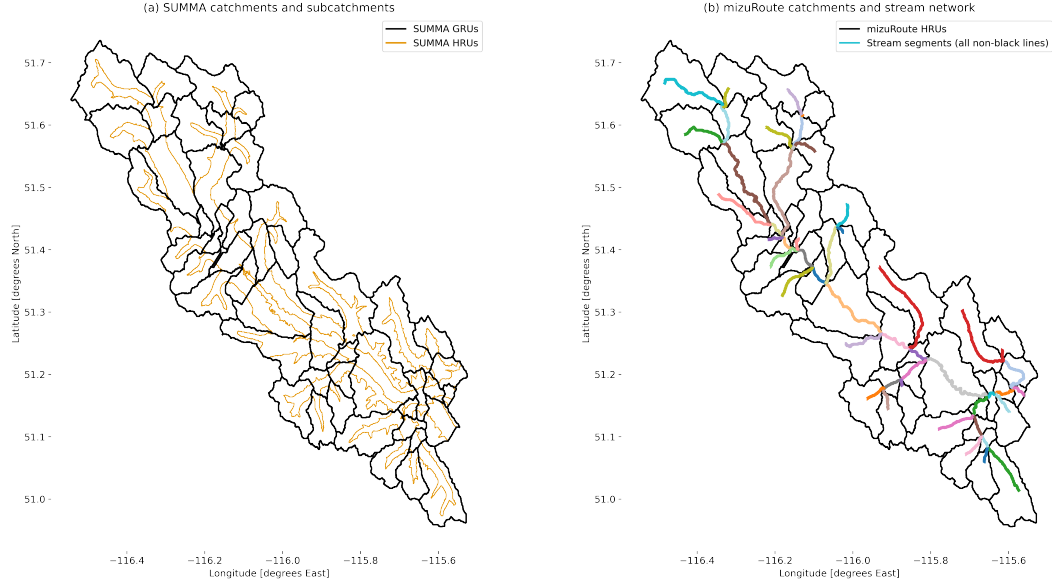 (a) SUMMA catchments and subcatchments
SUMMA GRUs
SUMMA HRUs
51.7
51.6
51.5
51.4
51.3
51.2
51.1
51.0
Latitude [degrees North]
−116.4
−116.2
−116.0
−115.8
−115.6
Longitude [degrees East]
(b) mizuRoute catchments and stream network
mizuRoute HRUs
Stream segments (all non-black lines)
51.7
51.6
51.5
51.4
51.3
51.2
51.1
51.0
Latitude [degrees North]
−116.4
−116.2
−116.0
−115.8
−115.6
Longitude [degrees East]